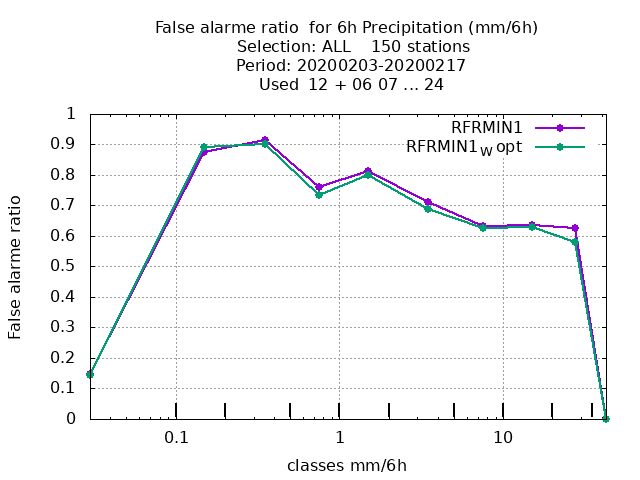 False alarme ratio  for 6h Precipitation (mm/6h)
Selection: ALL    150 stations
Period: 20200203-20200217
Used  12 + 06 07 ... 24
RFRMIN1
RFRMIN1W opt
1
0.9
0.8
0.7
0.6
0.5
0.4
0.3
0.2
0.1
0
False alarme ratio
0.1 1 10
classes mm/6h